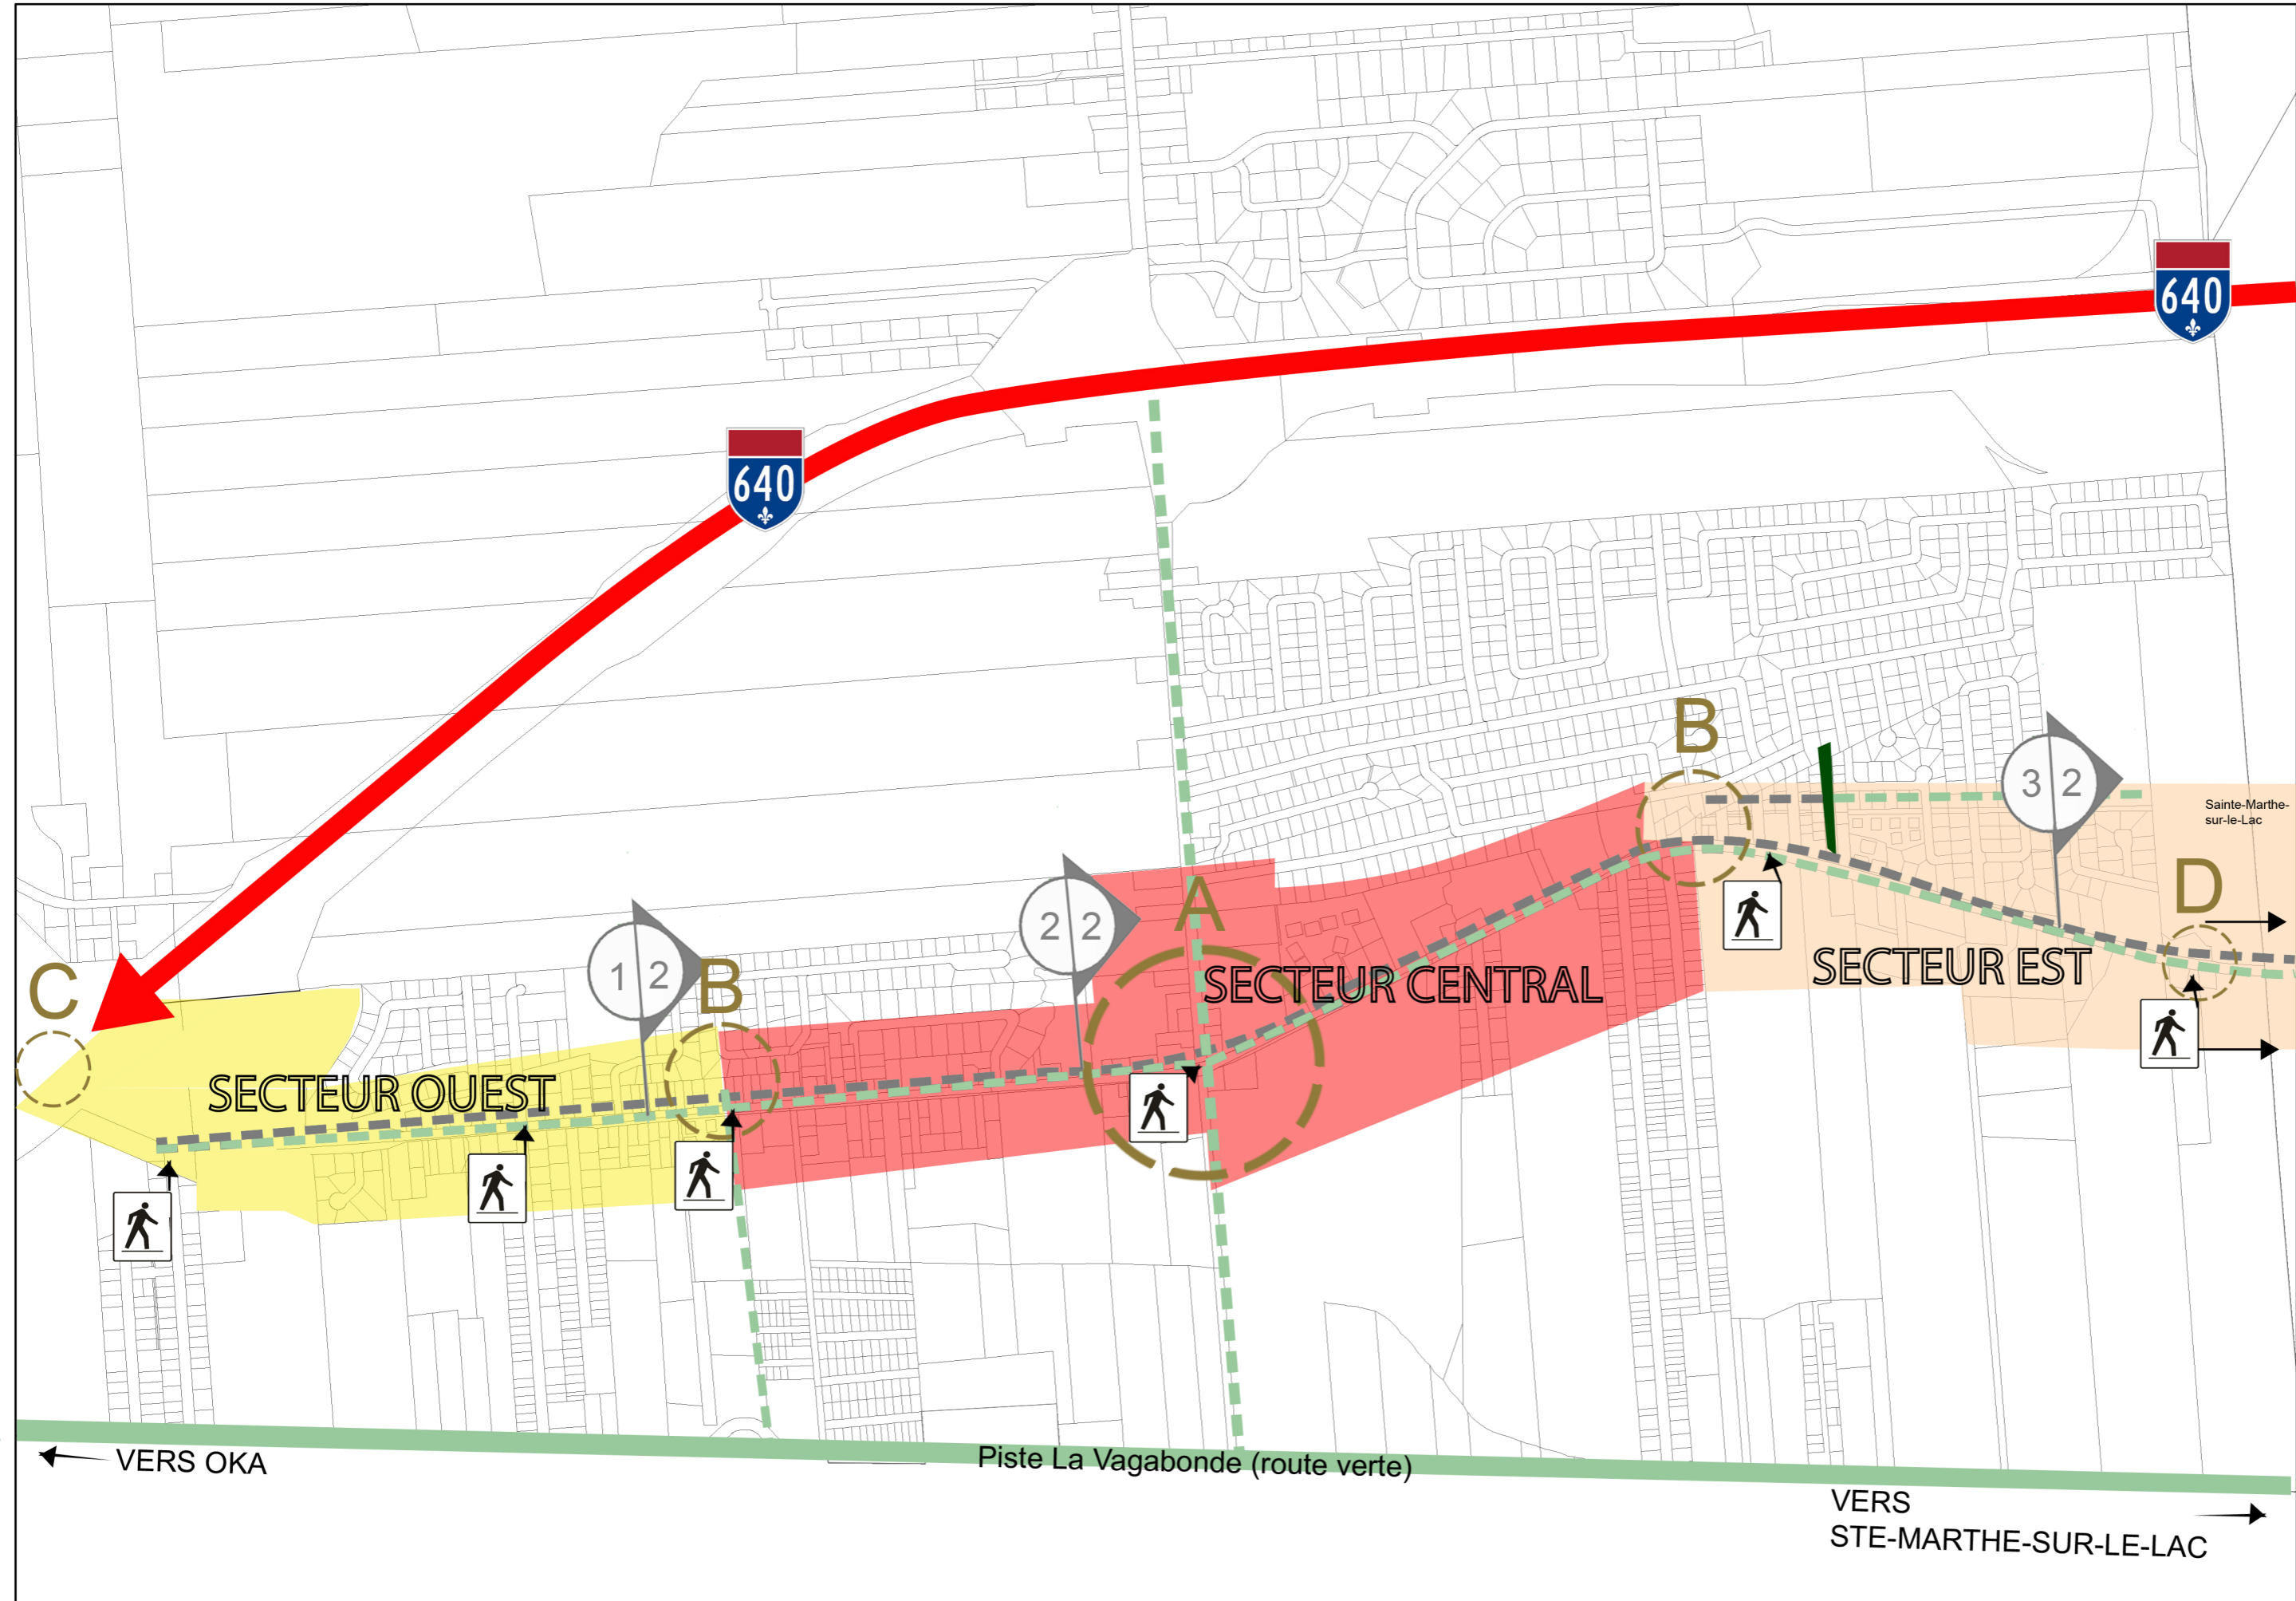 640
640
B
3 2
Sainte-Marthe-
sur-le-Lac
A
D
2 2
SECTEUR CENTRAL
SECTEUR EST
1 2
B
C
SECTEUR OUEST
VERS OKA
Piste La Vagabonde (route verte)
VERS
STE-MARTHE-SUR-LE-LAC